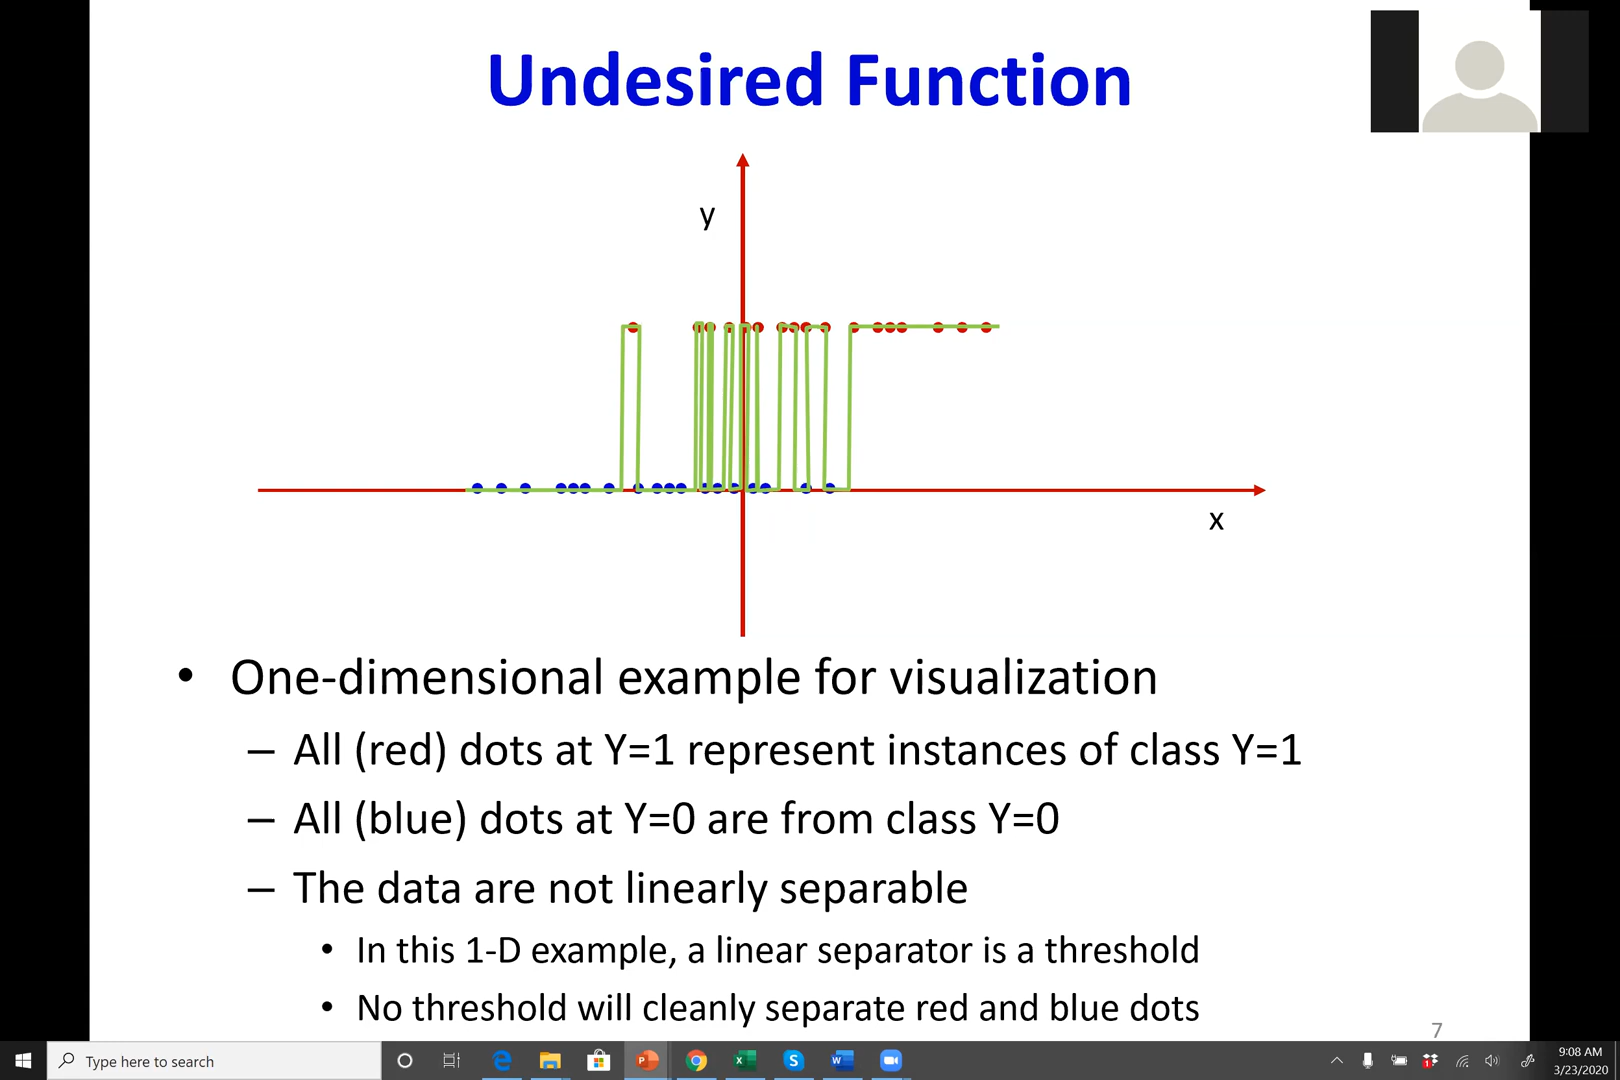 Undesired Function
y
x
• One-dimensional example for visualization
– All (red) dots at Y=1 represent instances of class Y=1
– All (blue) dots at Y=0 are from class Y=0
– The data are not linearly separable
• In this 1-D example, a linear separator is a threshold
• No threshold will cleanly separate red and blue dots
7
Type here to search
9:08 AM
3/23/2020